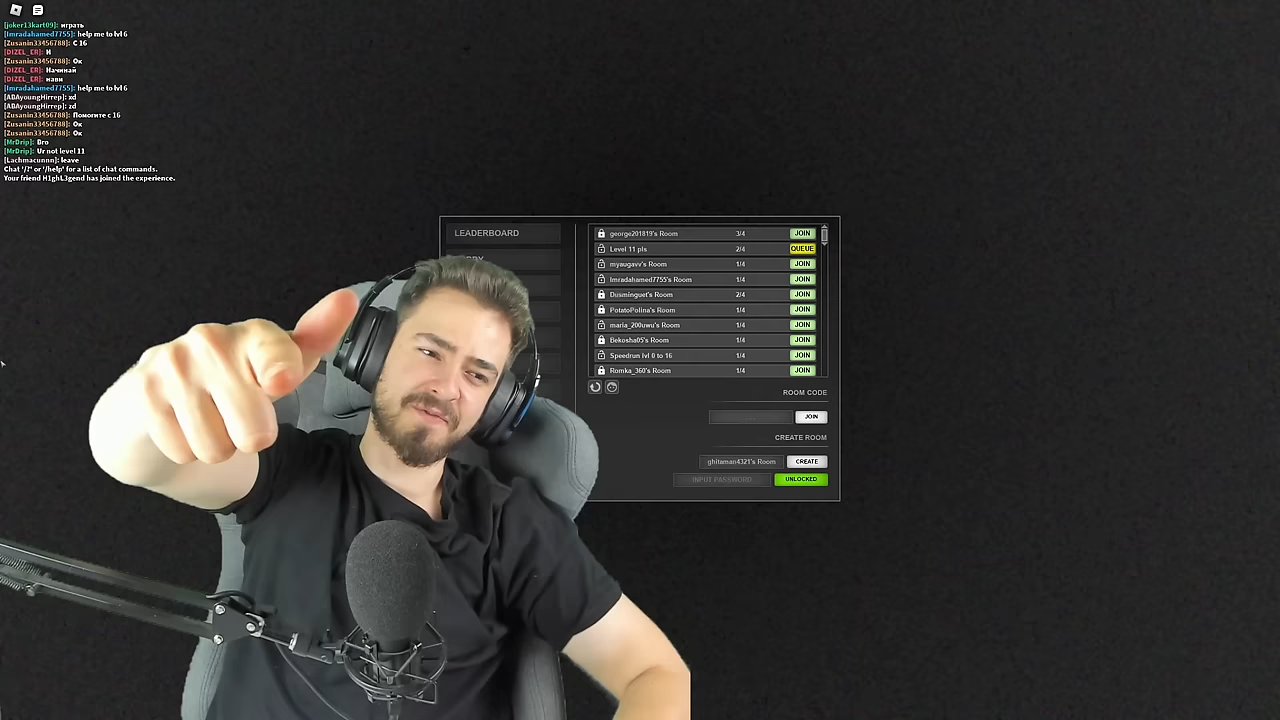 [joker13kart09]: играть
[Imradahamed7755]: help me to lvl 6
[Zusanin33456788]: С 16
[DIZEL_ER]: И
[Zusanin33456788]: Ок
[DIZEL_ER]: Начинай
[DIZEL_ER]: нави
[Imradahamed7755]: help me to lvl 6
[ABAyoungHirrep]: xd
[ABAyoungHirrep]: zd
[Zusanin33456788]: Помогите с 16
[Zusanin33456788]: Ок
[Zusanin33456788]: Ок
[MrDrip]: Bro
[MrDrip]: Ur not level 11
[Lachmacunnn]: leave
Chat '/?' or '/help' for a list of chat commands.
Your friend H1ghL3gend has joined the experience.
LEADERBOARD
george201819's Room 3/4 JOIN
Level 11 pls 2/4 QUEUE
myaugavv's Room 1/4 JOIN
Imradahamed7755's Room 1/4 JOIN
Dusminguet's Room 2/4 JOIN
PotatoPolina's Room 1/4 JOIN
maria_200uwu's Room 1/4 JOIN
Bekosha05's Room 1/4 JOIN
Speedrun lvl 0 to 16 1/4 JOIN
Romka_360's Room 1/4 JOIN
ROOM CODE
JOIN
CREATE ROOM
ghitaman4321's Room CREATE
INPUT PASSWORD UNLOCKED